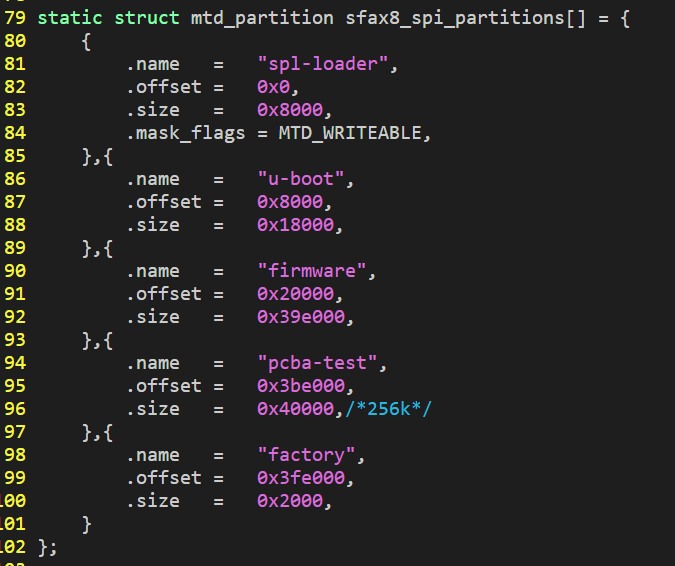 79 static struct mtd_partition sfax8_spi_partitions[] = {
80     {
81         .name   =   "spl-loader",
82         .offset =   0x0,
83         .size   =   0x8000,
84         .mask_flags = MTD_WRITEABLE,
85     },{
86         .name   =   "u-boot",
87         .offset =   0x8000,
88         .size   =   0x18000,
89     },{
90         .name   =   "firmware",
91         .offset =   0x20000,
92         .size   =   0x39e000,
93     },{
94         .name   =   "pcba-test",
95         .offset =   0x3be000,
96         .size   =   0x40000,/*256k*/
97     },{
98         .name   =   "factory",
99         .offset =   0x3fe000,
100         .size   =   0x2000,
101     }
102 };